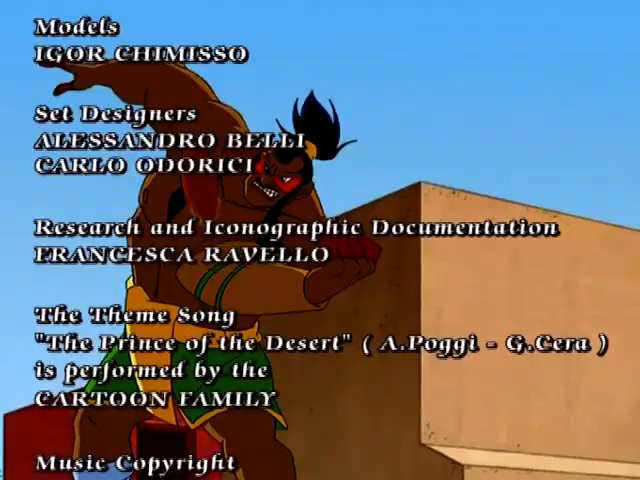 Models
IGOR CHIMISSO
Set Designers
ALESSANDRO BELLI
CARLO ODORICI
Research and Iconographic Documentation
FRANCESCA RAVELLO
The Theme Song
"The Prince of the Desert" ( A.Poggi - G.Cera )
is performed by the
CARTOON FAMILY
Music Copyright